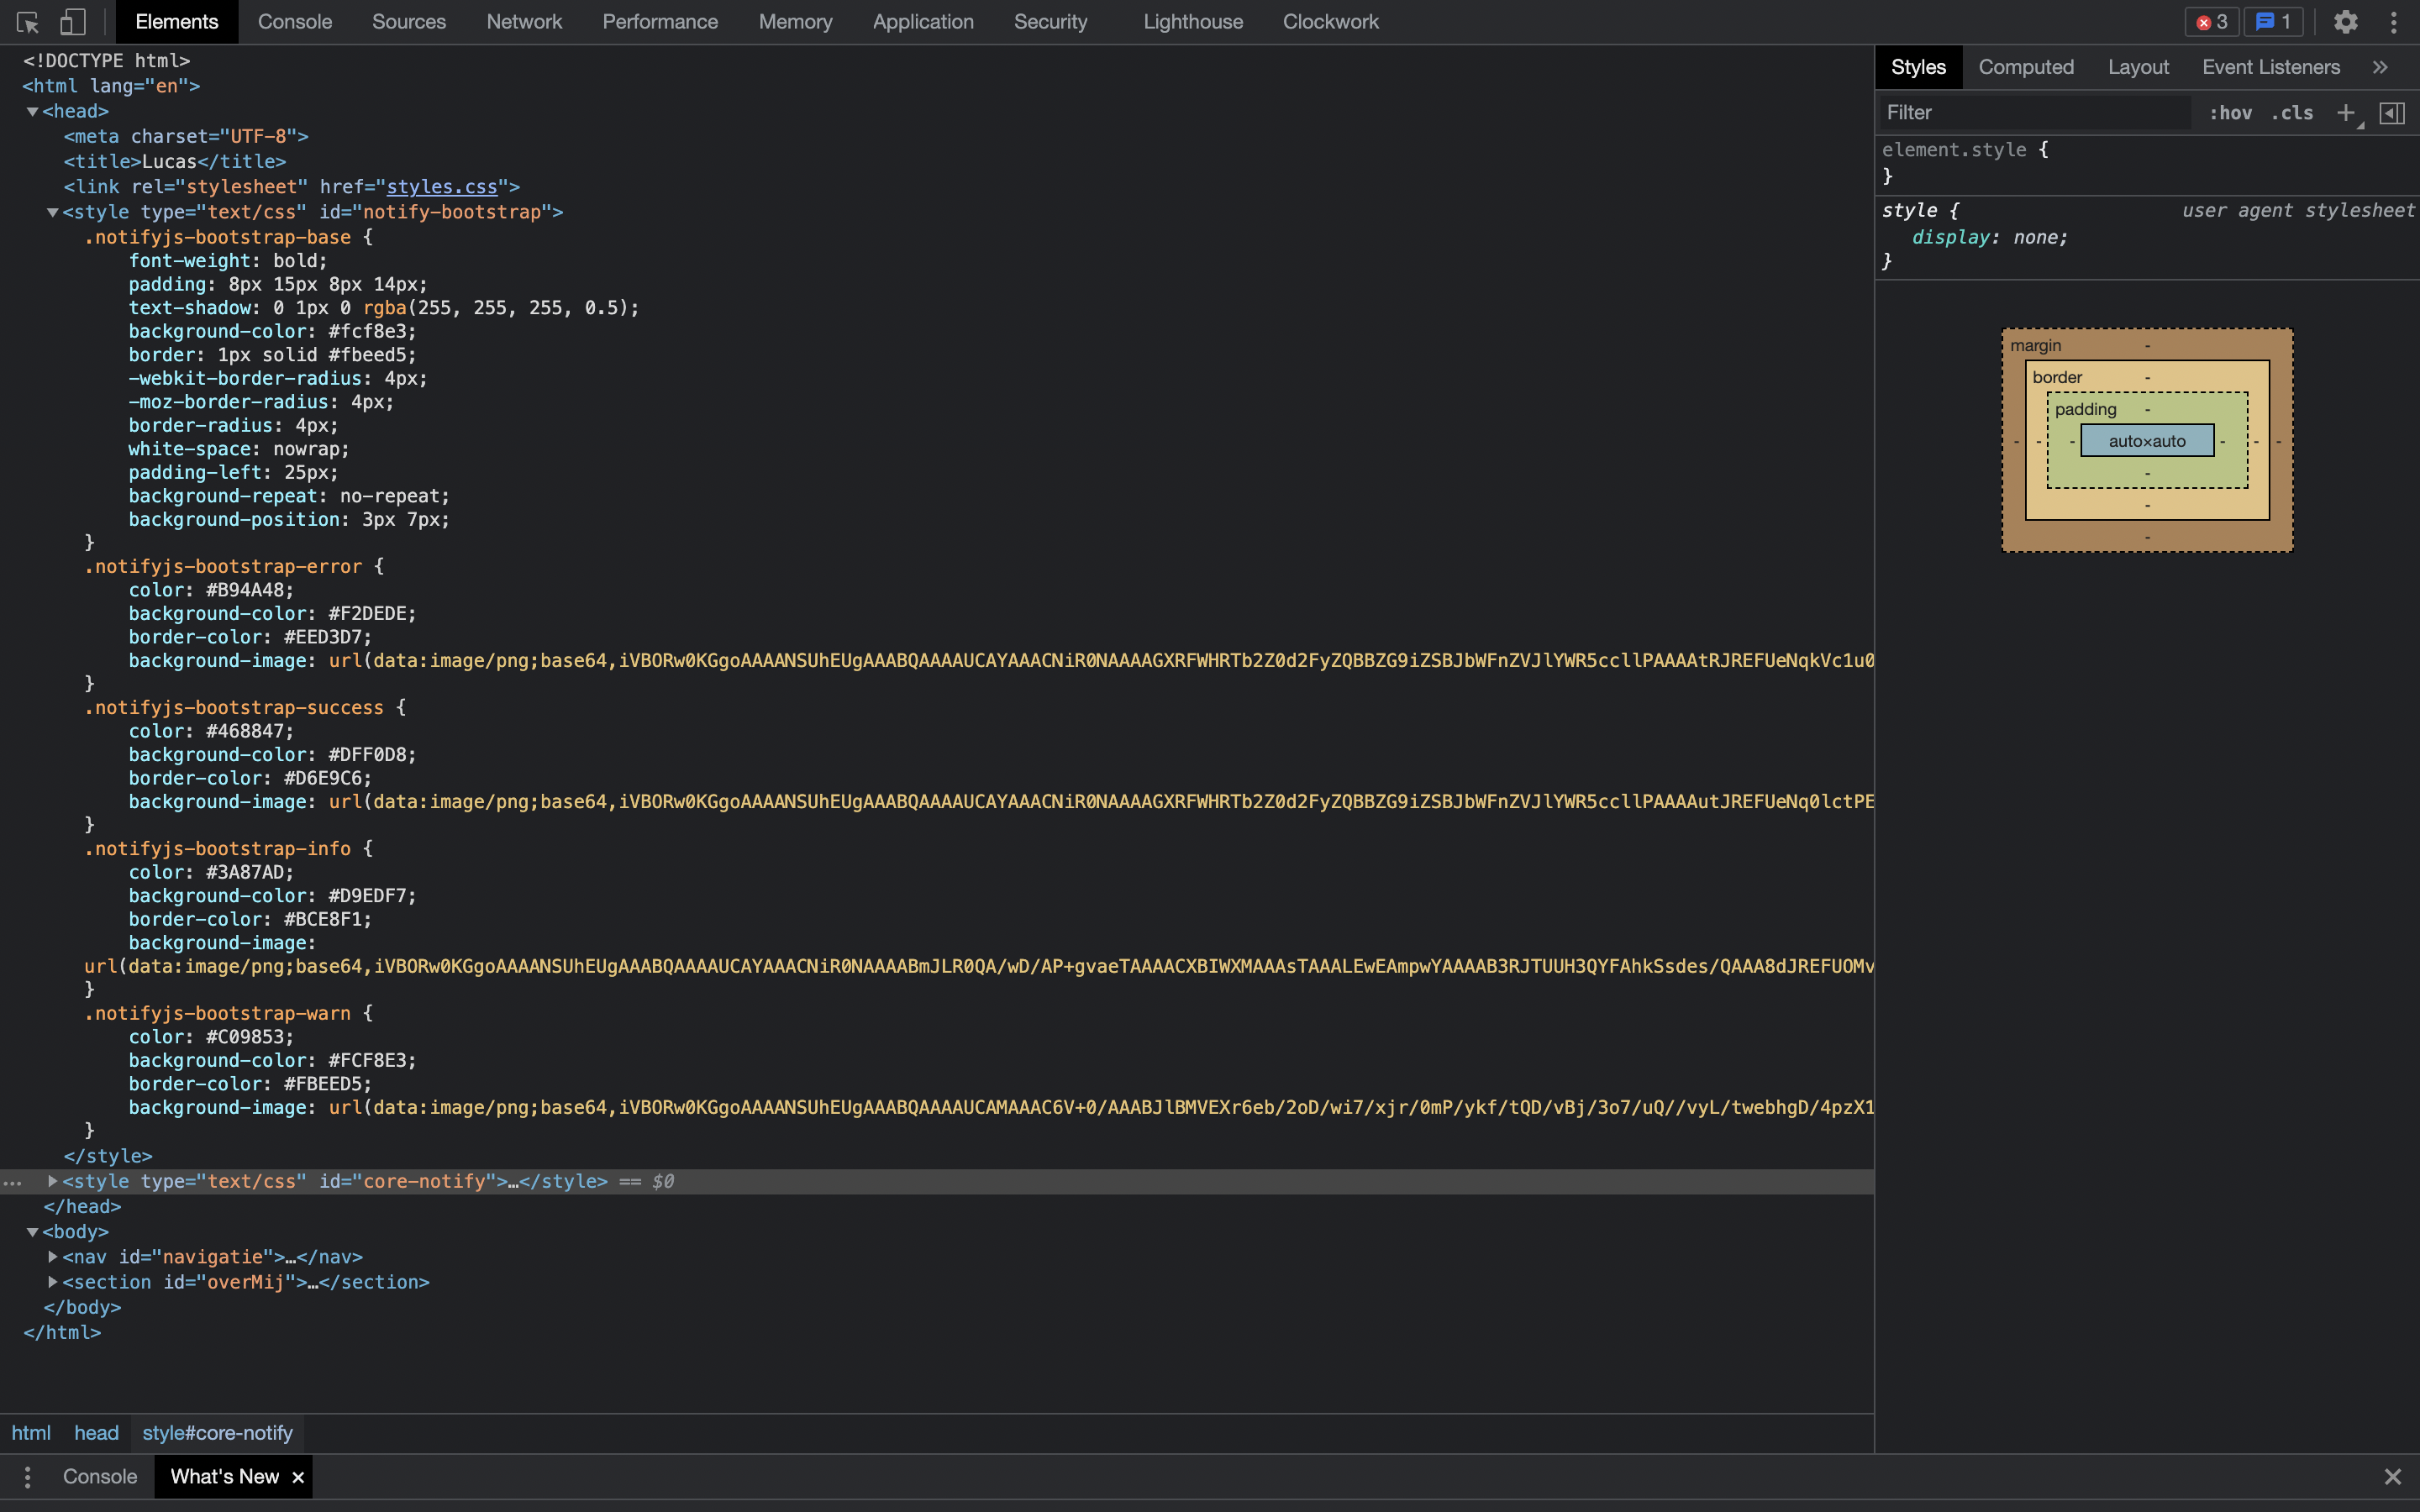 Elements Console Sources Network Performance Memory Application Security Lighthouse Clockwork 3 1
<!DOCTYPE html>
<html lang="en">
<head>
<meta charset="UTF-8">
<title>Lucas</title>
<link rel="stylesheet" href="styles.css">
<style type="text/css" id="notify-bootstrap">
.notifyjs-bootstrap-base {
font-weight: bold;
padding: 8px 15px 8px 14px;
text-shadow: 0 1px 0 rgba(255, 255, 255, 0.5);
background-color: #fcf8e3;
border: 1px solid #fbeed5;
-webkit-border-radius: 4px;
-moz-border-radius: 4px;
border-radius: 4px;
white-space: nowrap;
padding-left: 25px;
background-repeat: no-repeat;
background-position: 3px 7px;
}
.notifyjs-bootstrap-error {
color: #B94A48;
background-color: #F2DEDE;
border-color: #EED3D7;
background-image: url(data:image/png;base64,iVBORw0KGgoAAAANSUhEUgAAABQAAAAUCAYAAACNiR0NAAAAGXRFWHRTb2Z0d2FyZQBBZG9iZSBJbWFnZVJlYWR5ccllPAAAAtRJREFUeNqkVc1u0
}
.notifyjs-bootstrap-success {
color: #468847;
background-color: #DFF0D8;
border-color: #D6E9C6;
background-image: url(data:image/png;base64,iVBORw0KGgoAAAANSUhEUgAAABQAAAAUCAYAAACNiR0NAAAAGXRFWHRTb2Z0d2FyZQBBZG9iZSBJbWFnZVJlYWR5ccllPAAAAutJREFUeNq0lctPE
}
.notifyjs-bootstrap-info {
color: #3A87AD;
background-color: #D9EDF7;
border-color: #BCE8F1;
background-image:
url(data:image/png;base64,iVBORw0KGgoAAAANSUhEUgAAABQAAAAUCAYAAACNiR0NAAAABmJLR0QA/wD/AP+gvaeTAAAACXBIWXMAAAsTAAALEwEAmpwYAAAAB3RJTUUH3QYFAhkSsdes/QAAA8dJREFUOMv
}
.notifyjs-bootstrap-warn {
color: #C09853;
background-color: #FCF8E3;
border-color: #FBEED5;
background-image: url(data:image/png;base64,iVBORw0KGgoAAAANSUhEUgAAABQAAAAUCAMAAAC6V+0/AAABJlBMVEXr6eb/2oD/wi7/xjr/0mP/ykf/tQD/vBj/3o7/uQ//vyL/twebhgD/4pzX1
}
</style>
<style type="text/css" id="core-notify">…</style> == $0
</head>
<body>
<nav id="navigatie">…</nav>
<section id="overMij">…</section>
</body>
</html>
html head style#core-notify
Console What's New
Styles Computed Layout Event Listeners
Filter :hov .cls
element.style {
}
style { user agent stylesheet
display: none;
}
margin -
border -
padding -
- - - auto×auto - - -
-
-
-